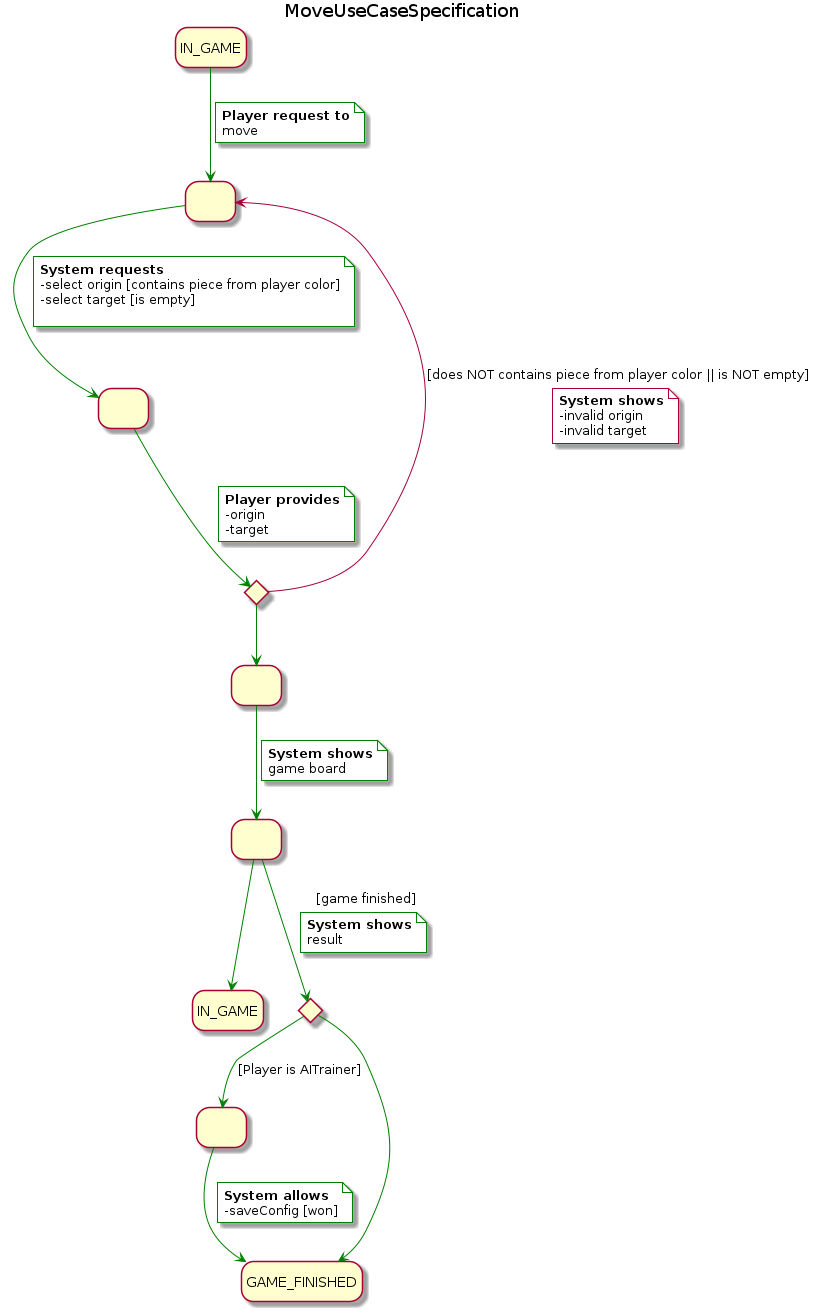 MoveUseCaseSpecification
IN_GAME
Player request to
move
System requests
-select origin [contains piece from player color]
-select target [is empty]
[does NOT contains piece from player color || is NOT empty]
System shows
-invalid origin
-invalid target
Player provides
-origin
-target
System shows
game board
[game finished]
System shows
result
IN_GAME
[Player is AITrainer]
System allows
-saveConfig [won]
GAME_FINISHED